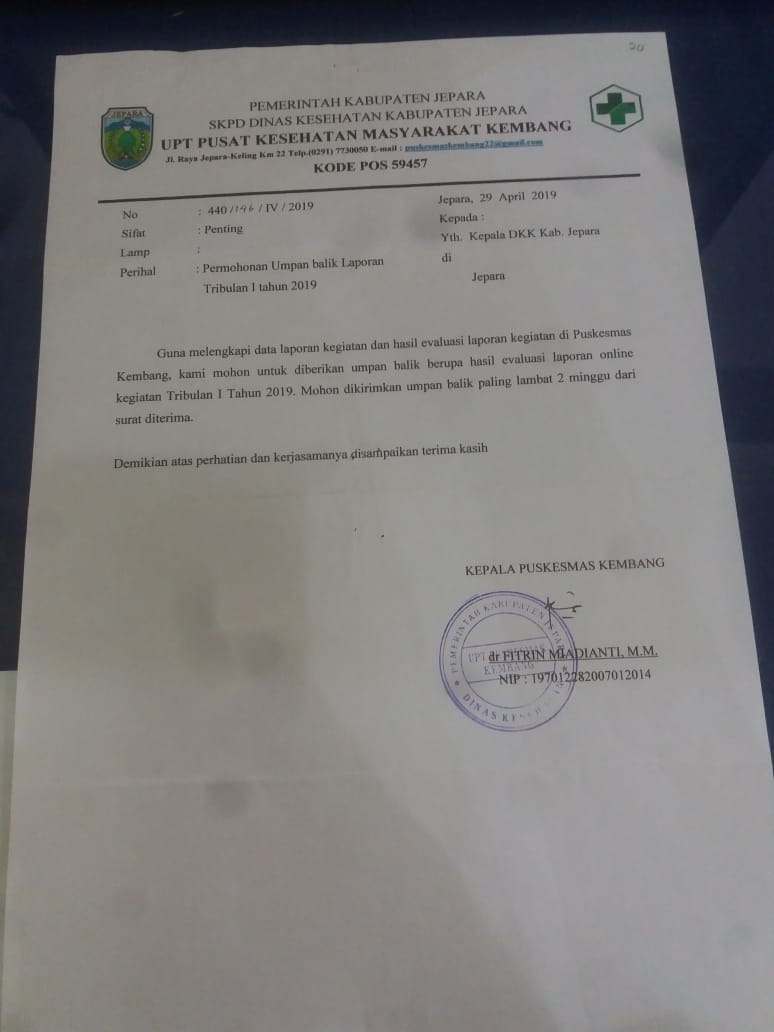 20
PEMERINTAH KABUPATEN JEPARA
SKPD DINAS KESEHATAN KABUPATEN JEPARA
UPT PUSAT KESEHATAN MASYARAKAT KEMBANG
Jl. Raya Jepara-Keling Km 22 Telp.(0291) 7730050 E-mail : puskesmaskembang22@gmail.com
KODE POS 59457
JEPARA
Jepara, 29 April 2019
No : 440/196/IV/2019
Kepada :
Sifat : Penting
Yth. Kepala DKK Kab. Jepara
Lamp :
di
Perihal : Permohonan Umpan balik Laporan
Jepara
Tribulan I tahun 2019
Guna melengkapi data laporan kegiatan dan hasil evaluasi laporan kegiatan di Puskesmas
Kembang, kami mohon untuk diberikan umpan balik berupa hasil evaluasi laporan online
kegiatan Tribulan I Tahun 2019. Mohon dikirimkan umpan balik paling lambat 2 minggu dari
surat diterima.
Demikian atas perhatian dan kerjasamanya disampaikan terima kasih
KEPALA PUSKESMAS KEMBANG
PEMERINTAH KABUPATEN JEPARA
UPT PUSKESMAS
KEMBANG
DINAS KESEHATAN
dr FITRIN MIADIANTI, M.M.
NIP : 197012282007012014